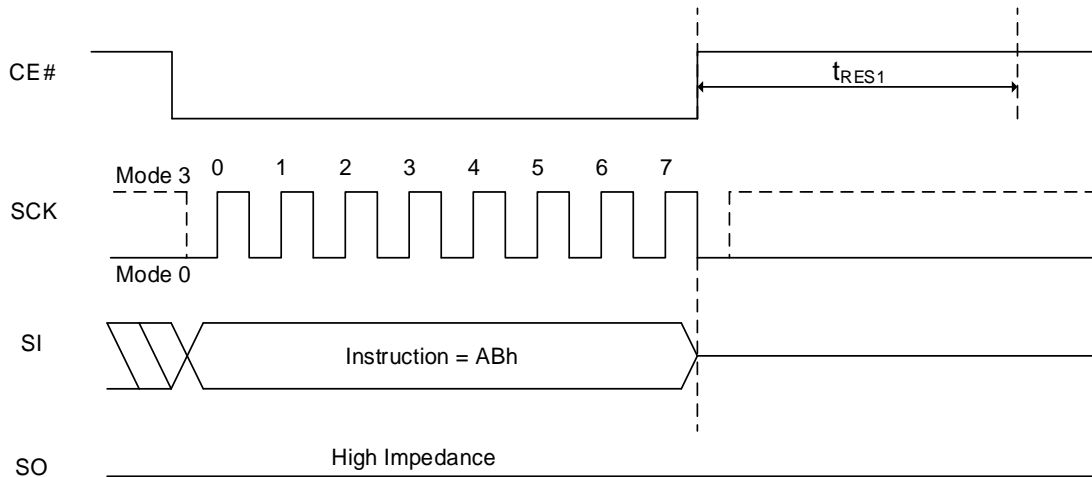 CE#
tRES1
Mode 3
0 1 2 3 4 5 6 7
SCK
Mode 0
SI
Instruction = ABh
High Impedance
SO